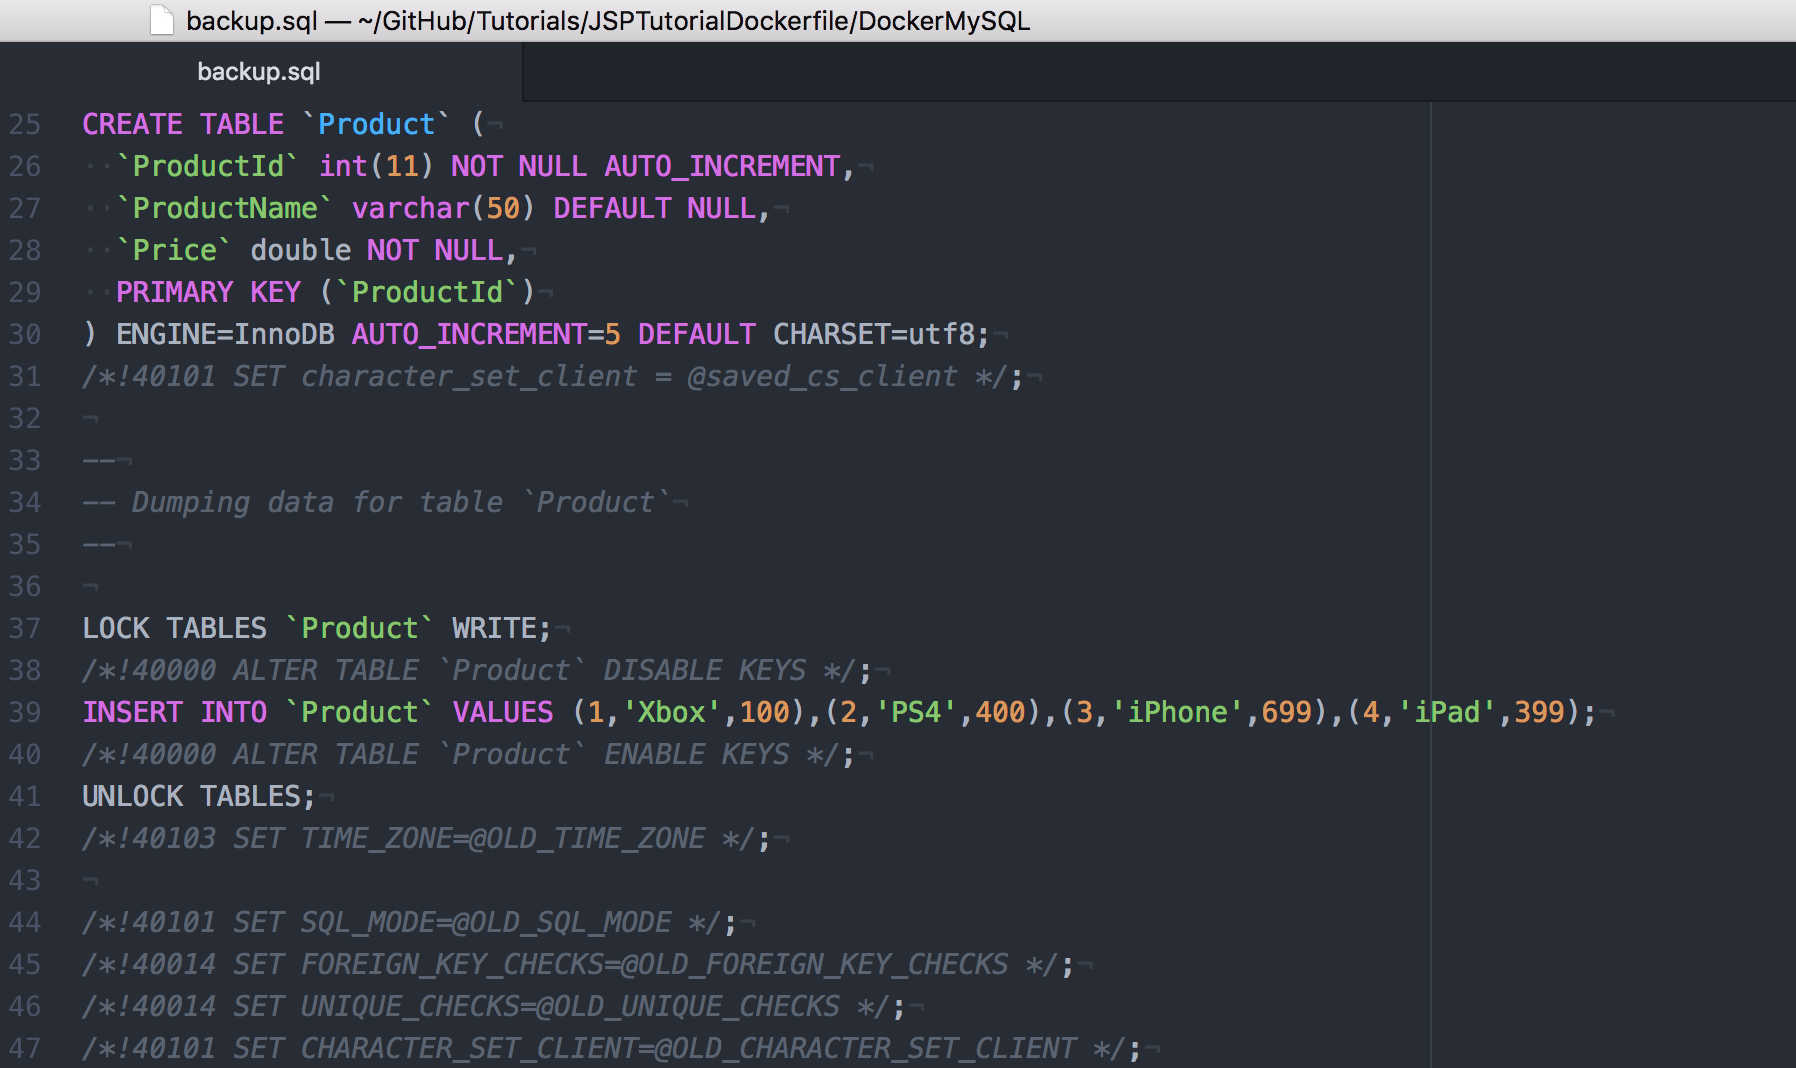 backup.sql — ~/GitHub/Tutorials/JSPTutorialDockerfile/DockerMySQL
backup.sql
25 CREATE TABLE `Product` (¬
26 ··`ProductId` int(11) NOT NULL AUTO_INCREMENT,¬
27 ··`ProductName` varchar(50) DEFAULT NULL,¬
28 ··`Price` double NOT NULL,¬
29 ··PRIMARY KEY (`ProductId`)¬
30 ) ENGINE=InnoDB AUTO_INCREMENT=5 DEFAULT CHARSET=utf8;¬
31 /*!40101 SET character_set_client = @saved_cs_client */;¬
32 ¬
33 --¬
34 -- Dumping data for table `Product`¬
35 --¬
36 ¬
37 LOCK TABLES `Product` WRITE;¬
38 /*!40000 ALTER TABLE `Product` DISABLE KEYS */;¬
39 INSERT INTO `Product` VALUES (1,'Xbox',100),(2,'PS4',400),(3,'iPhone',699),(4,'iPad',399);¬
40 /*!40000 ALTER TABLE `Product` ENABLE KEYS */;¬
41 UNLOCK TABLES;¬
42 /*!40103 SET TIME_ZONE=@OLD_TIME_ZONE */;¬
43 ¬
44 /*!40101 SET SQL_MODE=@OLD_SQL_MODE */;¬
45 /*!40014 SET FOREIGN_KEY_CHECKS=@OLD_FOREIGN_KEY_CHECKS */;¬
46 /*!40014 SET UNIQUE_CHECKS=@OLD_UNIQUE_CHECKS */;¬
47 /*!40101 SET CHARACTER_SET_CLIENT=@OLD_CHARACTER_SET_CLIENT */;¬